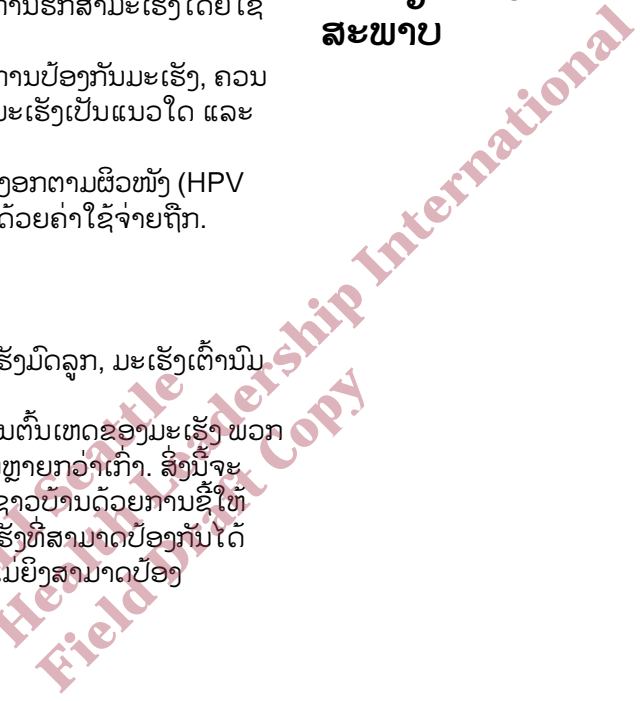 ການຮັກສາມະເຮັງໂດຍໃຊ້
ການປ້ອງກັນມະເຮັງ, ຄວນ
ມະເຮັງເປັນແນວໃດ ແລະ
ງອກຕາມຜິວໜັງ (HPV
ດ້ວຍຄ່າໃຊ້ຈ່າຍຖືກ.
ຮັງມົດລູກ, ມະເຮັງເຕົ້ານົມ
ນຕົ້ນເຫດຂອງມະເຮັງ ພວກ
ຫຼາຍກວ່າເກົ່າ. ສິ່ງນີ້ຈະ
ຊາວບ້ານດ້ວຍການຊີ້ໃຫ້
ຮັງທີ່ສາມາດປ້ອງກັນໄດ້
ແມ່ຍິງສາມາດປ້ອງ
ສະພາບ
Seattle
Health Leadership International
Field Draft Copy